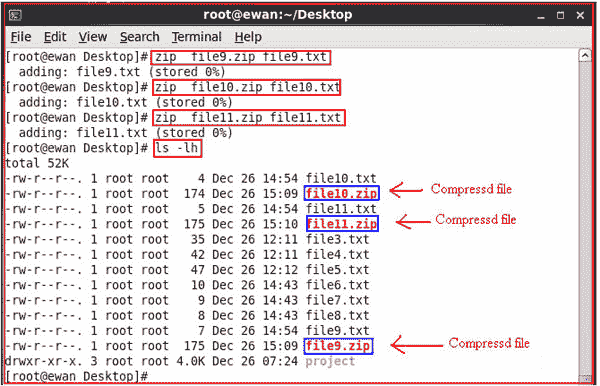 root@ewan:~/Desktop
File Edit View Search Terminal Help
[root@ewan Desktop]# zip  file9.zip file9.txt
  adding: file9.txt (stored 0%)
[root@ewan Desktop]# zip  file10.zip file10.txt
  adding: file10.txt (stored 0%)
[root@ewan Desktop]# zip  file11.zip file11.txt
  adding: file11.txt (stored 0%)
[root@ewan Desktop]# ls -lh
total 52K
-rw-r--r--. 1 root root    4 Dec 26 14:54 file10.txt
-rw-r--r--. 1 root root  174 Dec 26 15:09 file10.zip Compressd file
-rw-r--r--. 1 root root    5 Dec 26 14:54 file11.txt
-rw-r--r--. 1 root root  175 Dec 26 15:10 file11.zip Compressd file
-rw-r--r--. 1 root root   35 Dec 26 12:11 file3.txt
-rw-r--r--. 1 root root   42 Dec 26 12:11 file4.txt
-rw-r--r--. 1 root root   47 Dec 26 12:12 file5.txt
-rw-r--r--. 1 root root   10 Dec 26 14:43 file6.txt
-rw-r--r--. 1 root root    9 Dec 26 14:43 file7.txt
-rw-r--r--. 1 root root    8 Dec 26 14:43 file8.txt
-rw-r--r--. 1 root root    7 Dec 26 14:54 file9.txt
-rw-r--r--. 1 root root  175 Dec 26 15:09 file9.zip Compressd file
drwxr-xr-x. 3 root root 4.0K Dec 26 07:24 project
[root@ewan Desktop]#